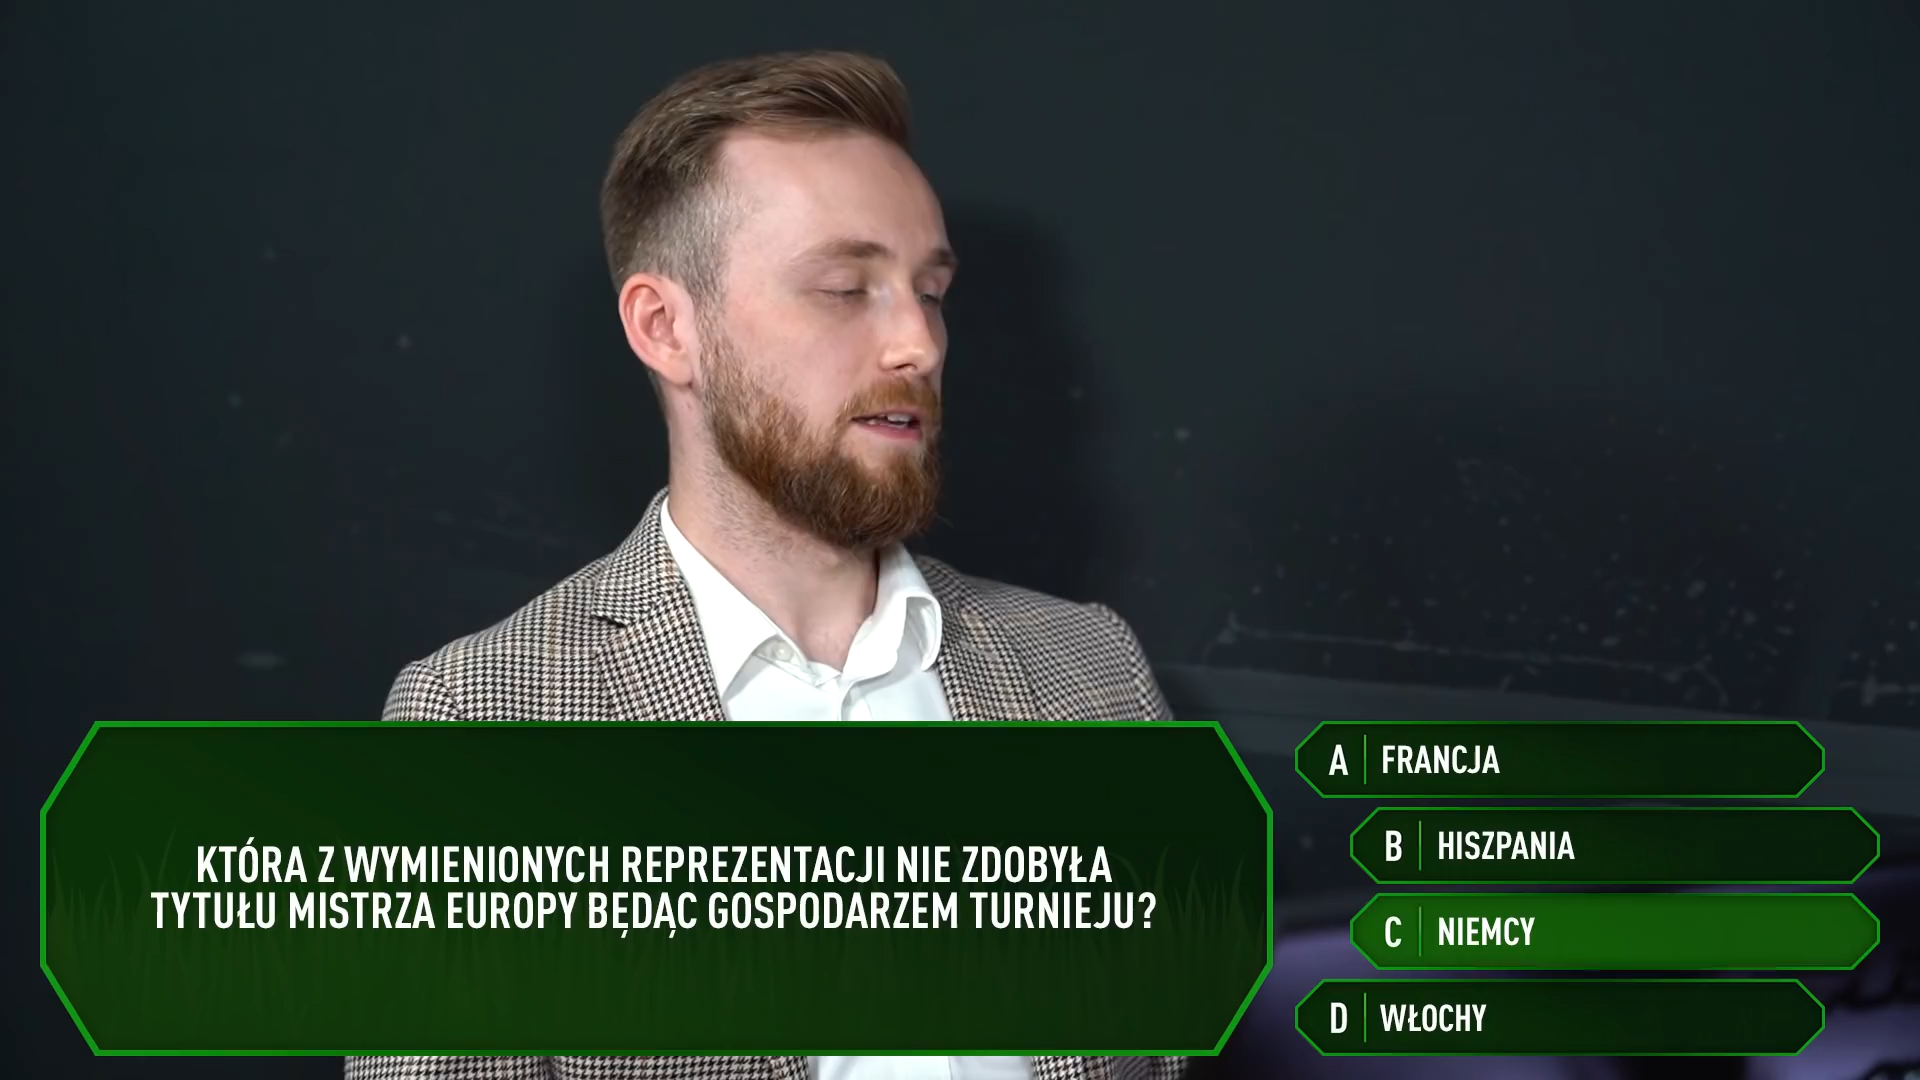 KTÓRA Z WYMIENIONYCH REPREZENTACJI NIE ZDOBYŁA
TYTUŁU MISTRZA EUROPY BĘDĄC GOSPODARZEM TURNIEJU?
A FRANCJA
B HISZPANIA
C NIEMCY
D WŁOCHY